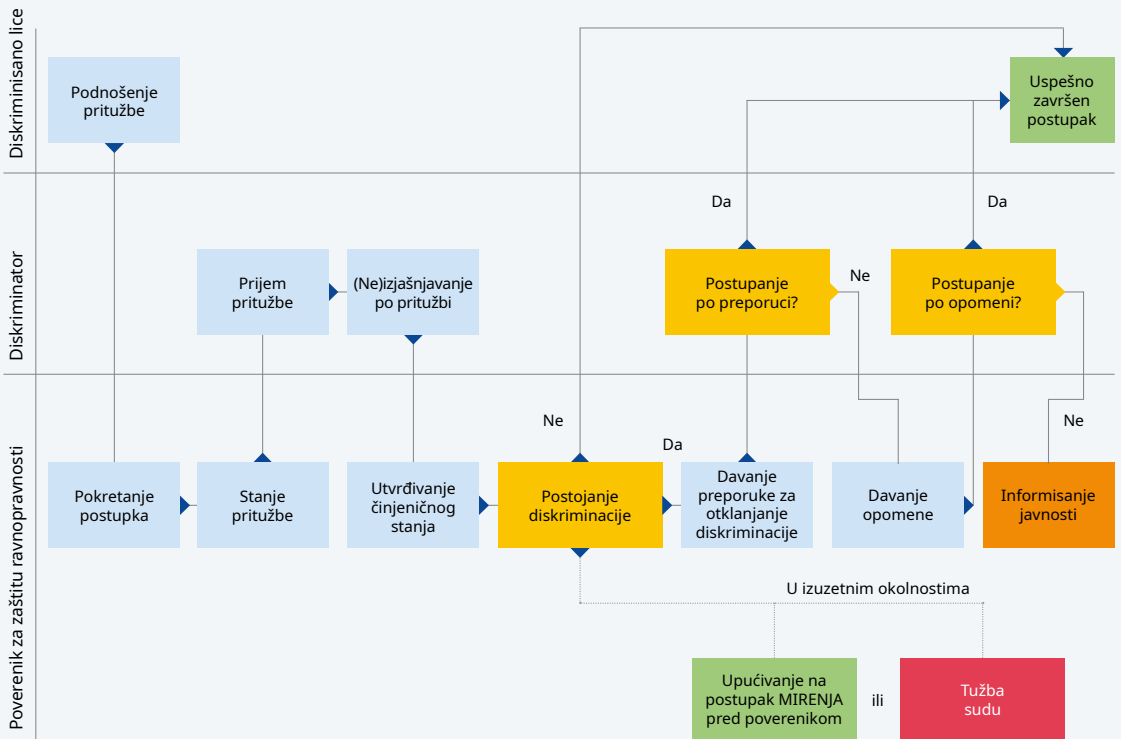 Diskriminisano lice
Podnošenje
pritužbe
Uspešno
završen
postupak
Diskriminator
Da
Da
Prijem
pritužbe
(Ne)izjašnjavanje
po pritužbi
Postupanje
po preporuci?
Ne
Postupanje
po opomeni?
Poverenik za zaštitu ravnopravnosti
Ne
Da
Ne
Pokretanje
postupka
Stanje
pritužbe
Utvrđivanje
činjeničnog
stanja
Postojanje
diskriminacije
Davanje
preporuke za
otklanjanje
diskriminacije
Davanje
opomene
Informisanje
javnosti
U izuzetnim okolnostima
Upućivanje na
postupak MIRENJA
pred poverenikom
ili
Tužba
sudu